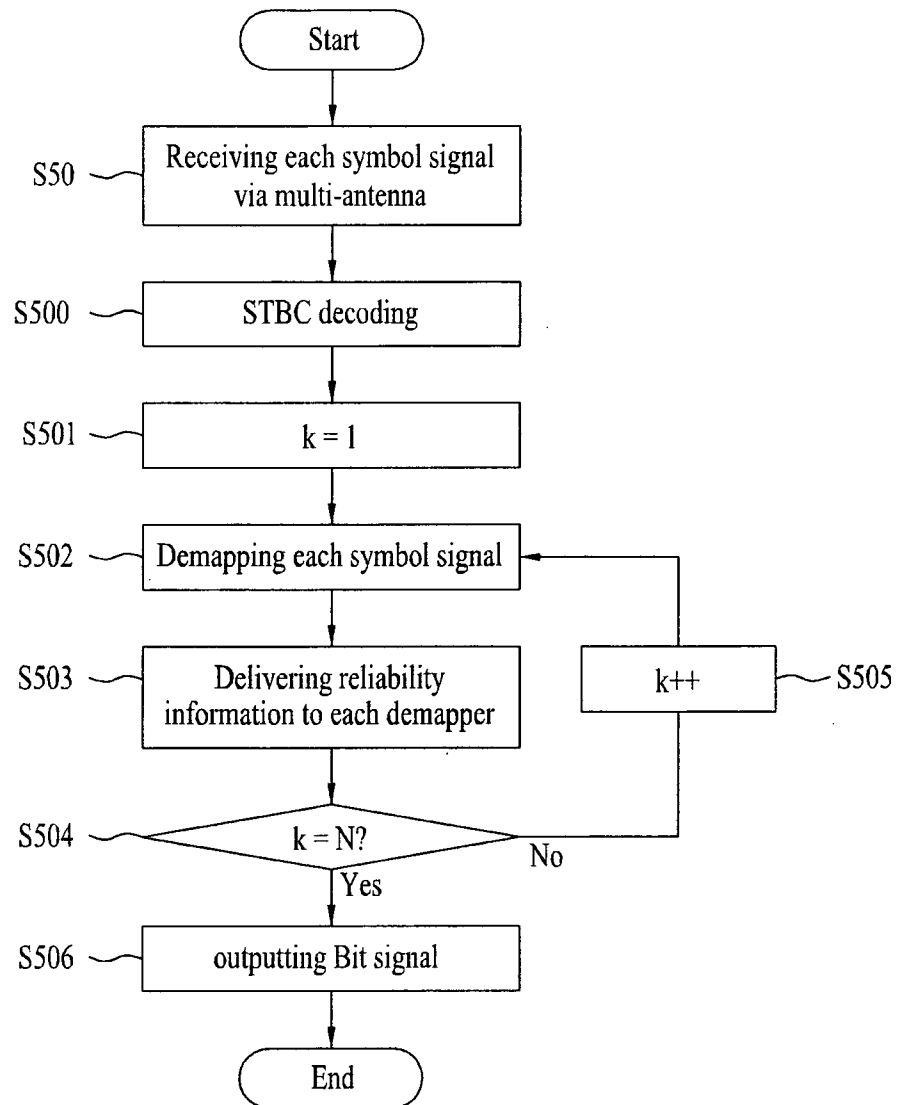 Start
S50
Receiving each symbol signal
via multi-antenna
S500
STBC decoding
S501
k = 1
S502
Demapping each symbol signal
S503
Delivering reliability
information to each demapper
k++
S505
S504
k = N?
No
Yes
S506
outputting Bit signal
End